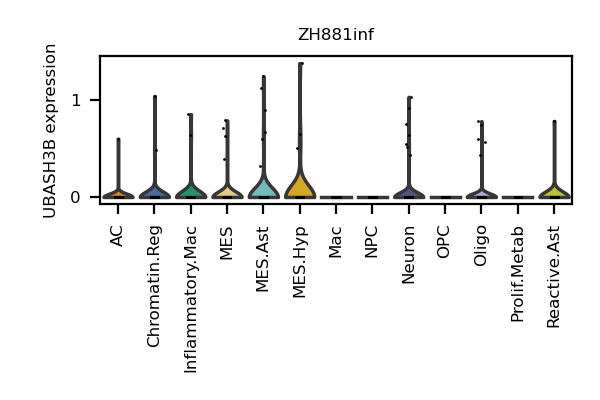 ZH881inf
UBASH3B expression
1
0
AC
Chromatin.Reg
Inflammatory.Mac
MES
MES.Ast
MES.Hyp
Mac
NPC
Neuron
OPC
Oligo
Prolif.Metab
Reactive.Ast